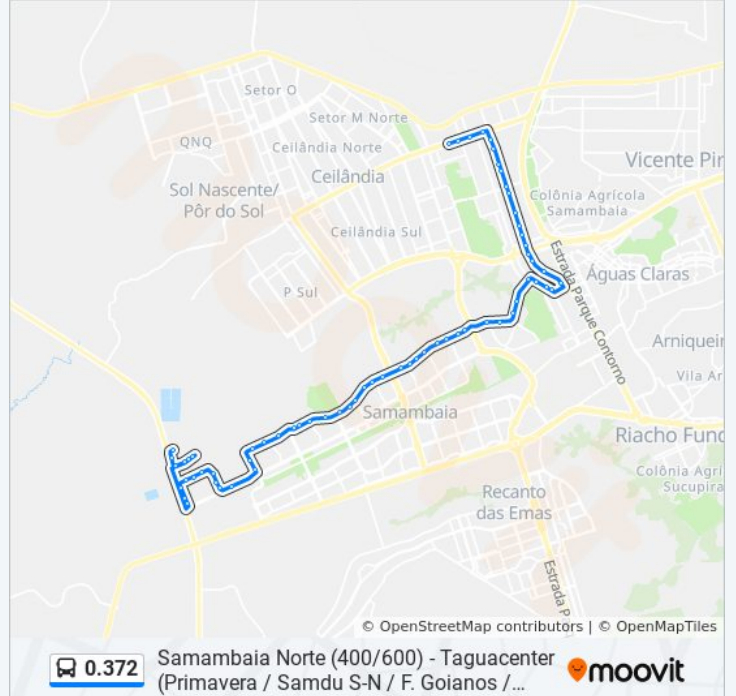 Setor O
Setor M Norte
QNQ
Ceilândia Norte
Ceilândia
Vicente Pir
Sol Nascente/
Pôr do Sol
Colônia Agrícola
Samambaia
Ceilândia Sul
Estrada Parque Contorno
Águas Claras
P Sul
Arniqueir
Vila Ar
Samambaia
Riacho Fund
Colônia Agrí
Sucupira
Recanto
das Emas
Estrada P
© OpenStreetMap contributors | © OpenMapTiles
0.372
Samambaia Norte (400/600) - Taguacenter
(Primavera / Samdu S-N / F. Goianos /...
moovit